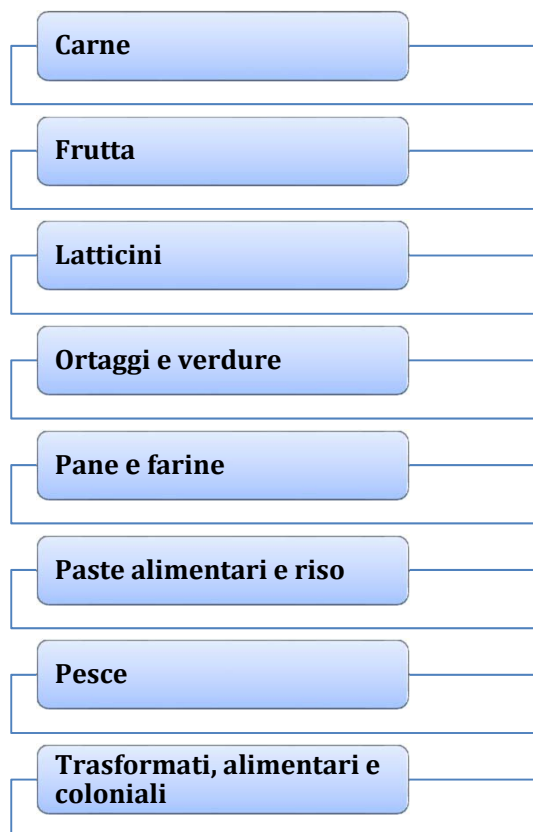 Carne
Frutta
Latticini
Ortaggi e verdure
Pane e farine
Paste alimentari e riso
Pesce
Trasformati, alimentari e
coloniali